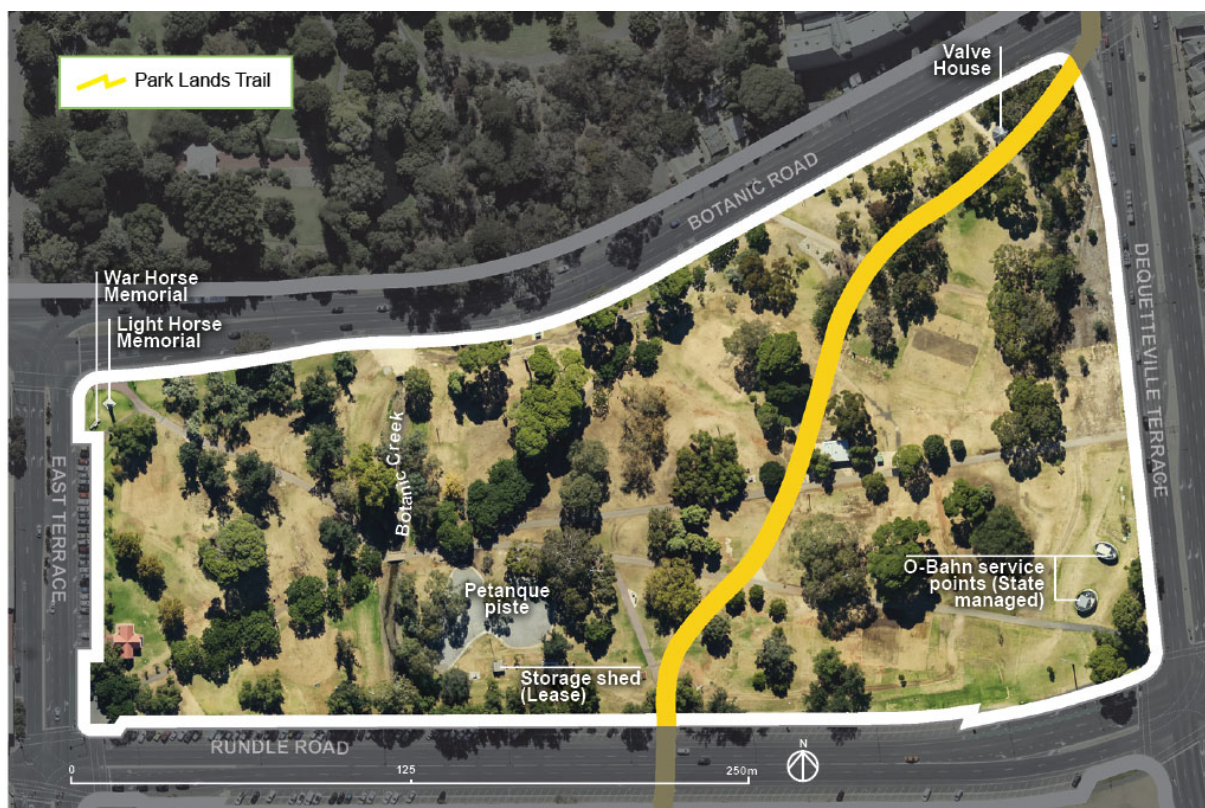 Park Lands Trail
Valve
House
BOTANIC ROAD
War Horse
Memorial
Light Horse
Memorial
DEQUETTEVILLE TERRACE
Botanic Creek
EAST TERRACE
O-Bahn service
points (State
managed)
Petanque
piste
Storage shed
(Lease)
RUNDLE ROAD
N
0
125
250m